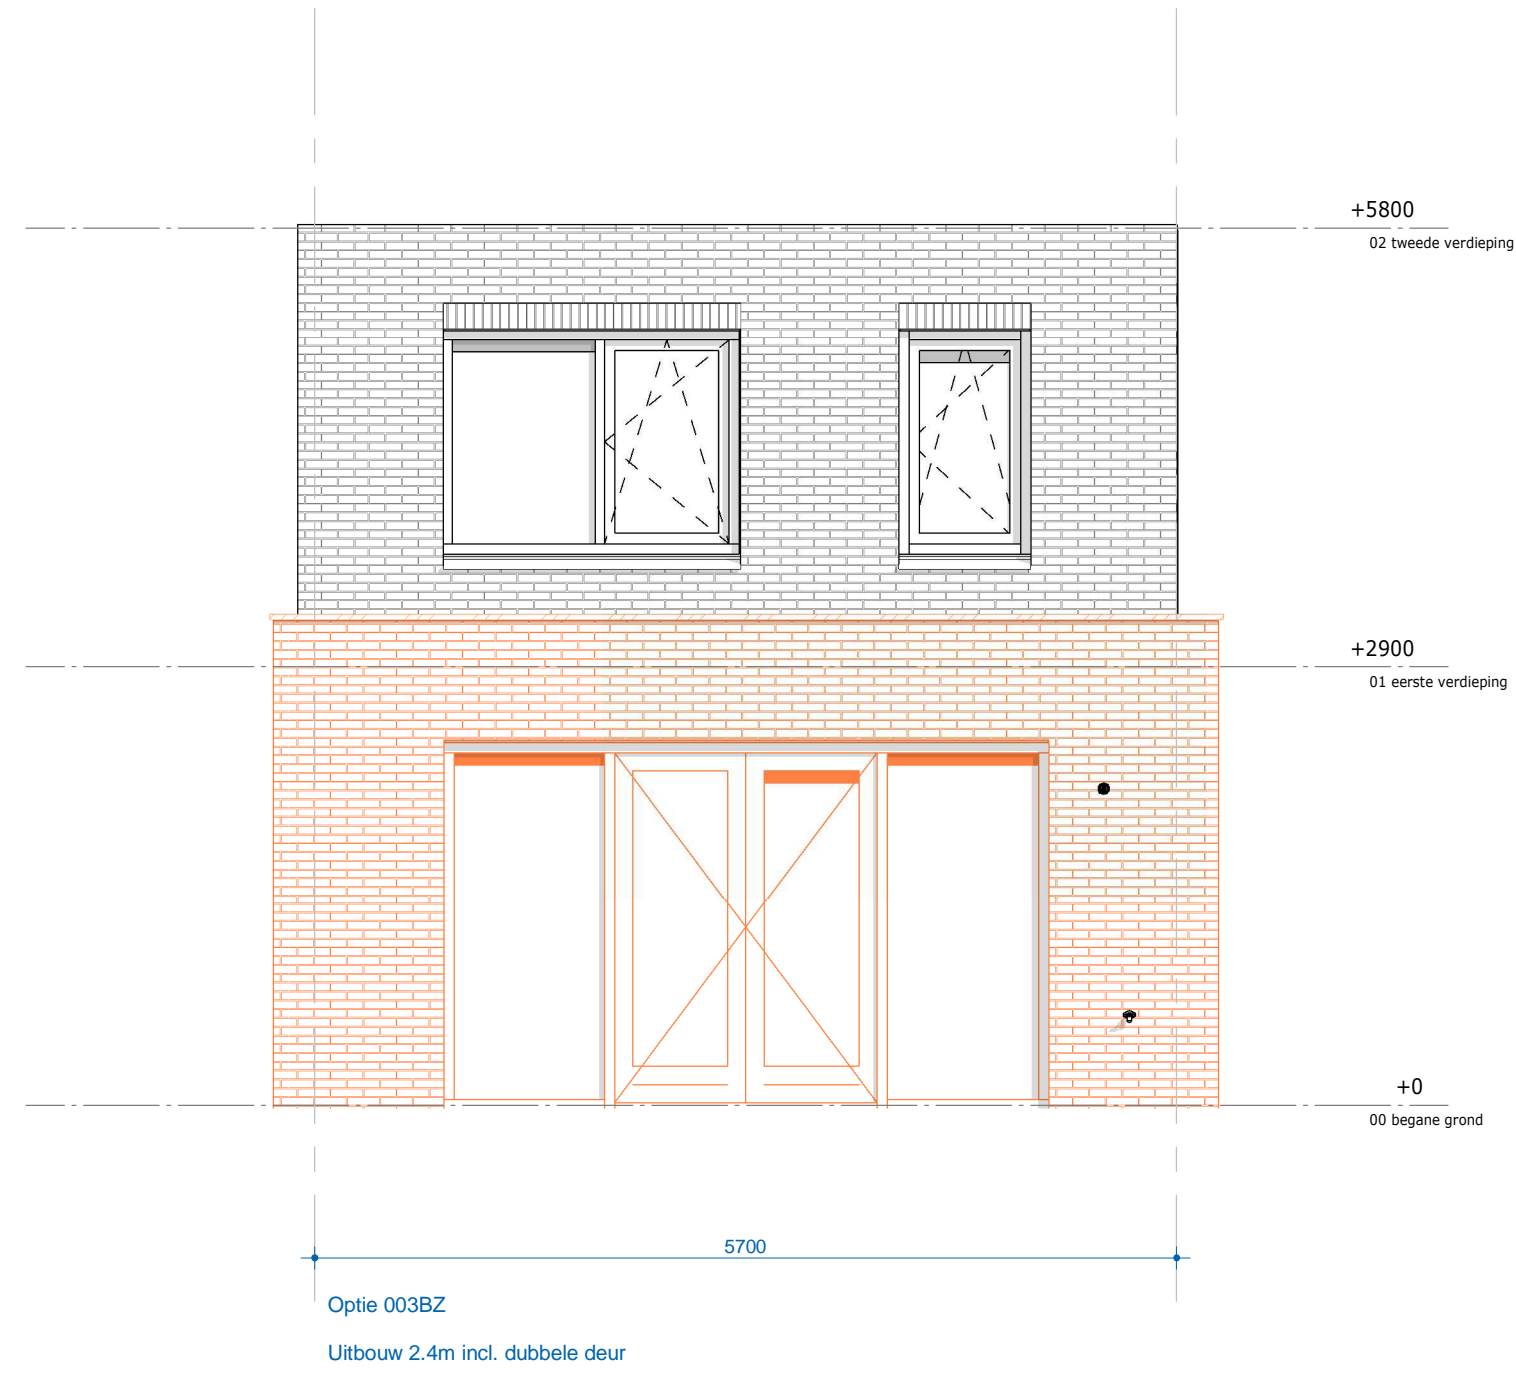 +5800
02 tweede verdieping
+2900
01 eerste verdieping
+0
00 begane grond
5700
Optie 003BZ
Uitbouw 2.4m incl. dubbele deur